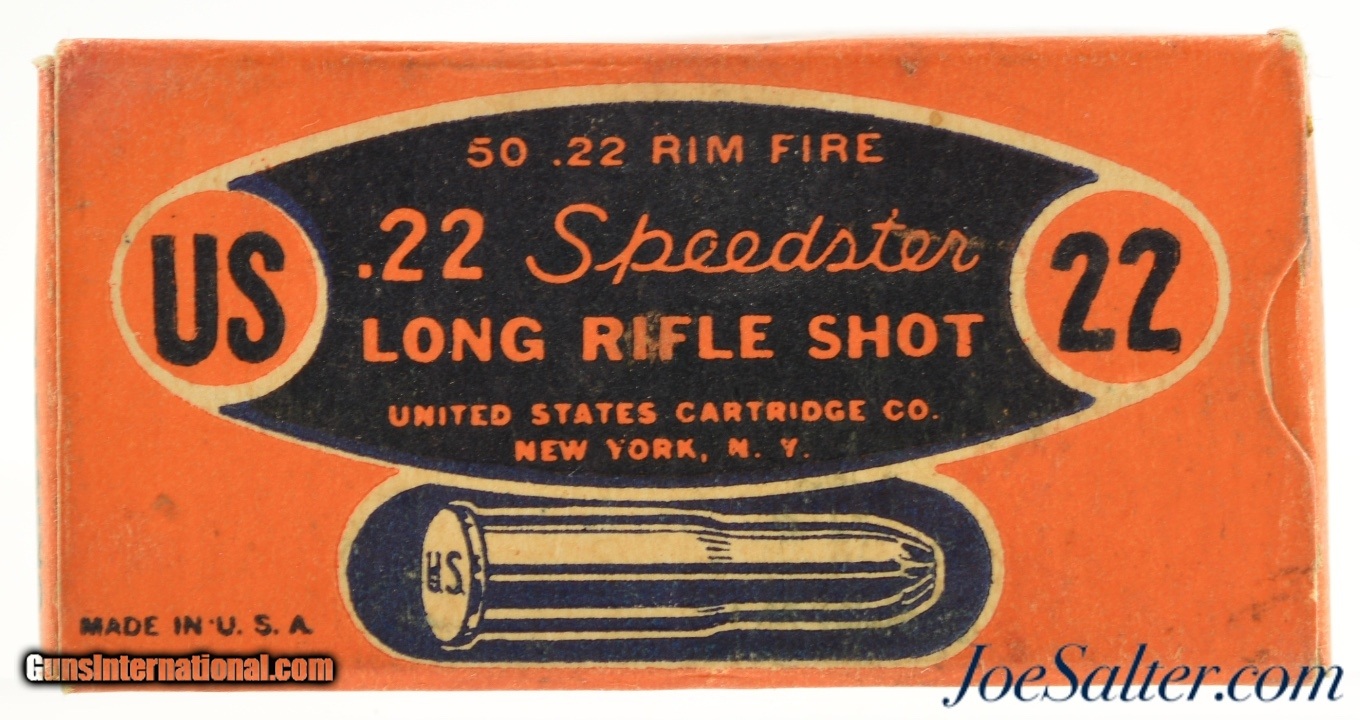 50 .22 RIM FIRE
US
.22 Speedster
22
LONG RIFLE SHOT
UNITED STATES CARTRIDGE CO.
NEW YORK, N. Y.
US
MADE IN U. S. A.
GunsInternational.com
JoeSalter.com